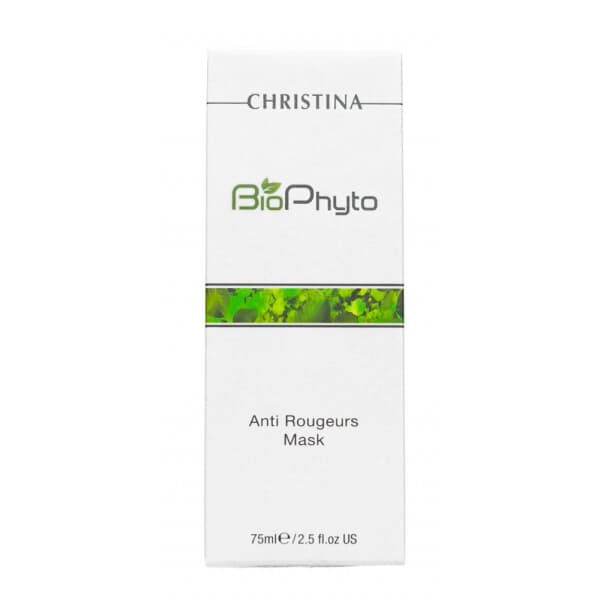 CHRISTINA
BioPhyto
Anti Rougeurs
Mask
75ml℮/2.5 fl.oz US